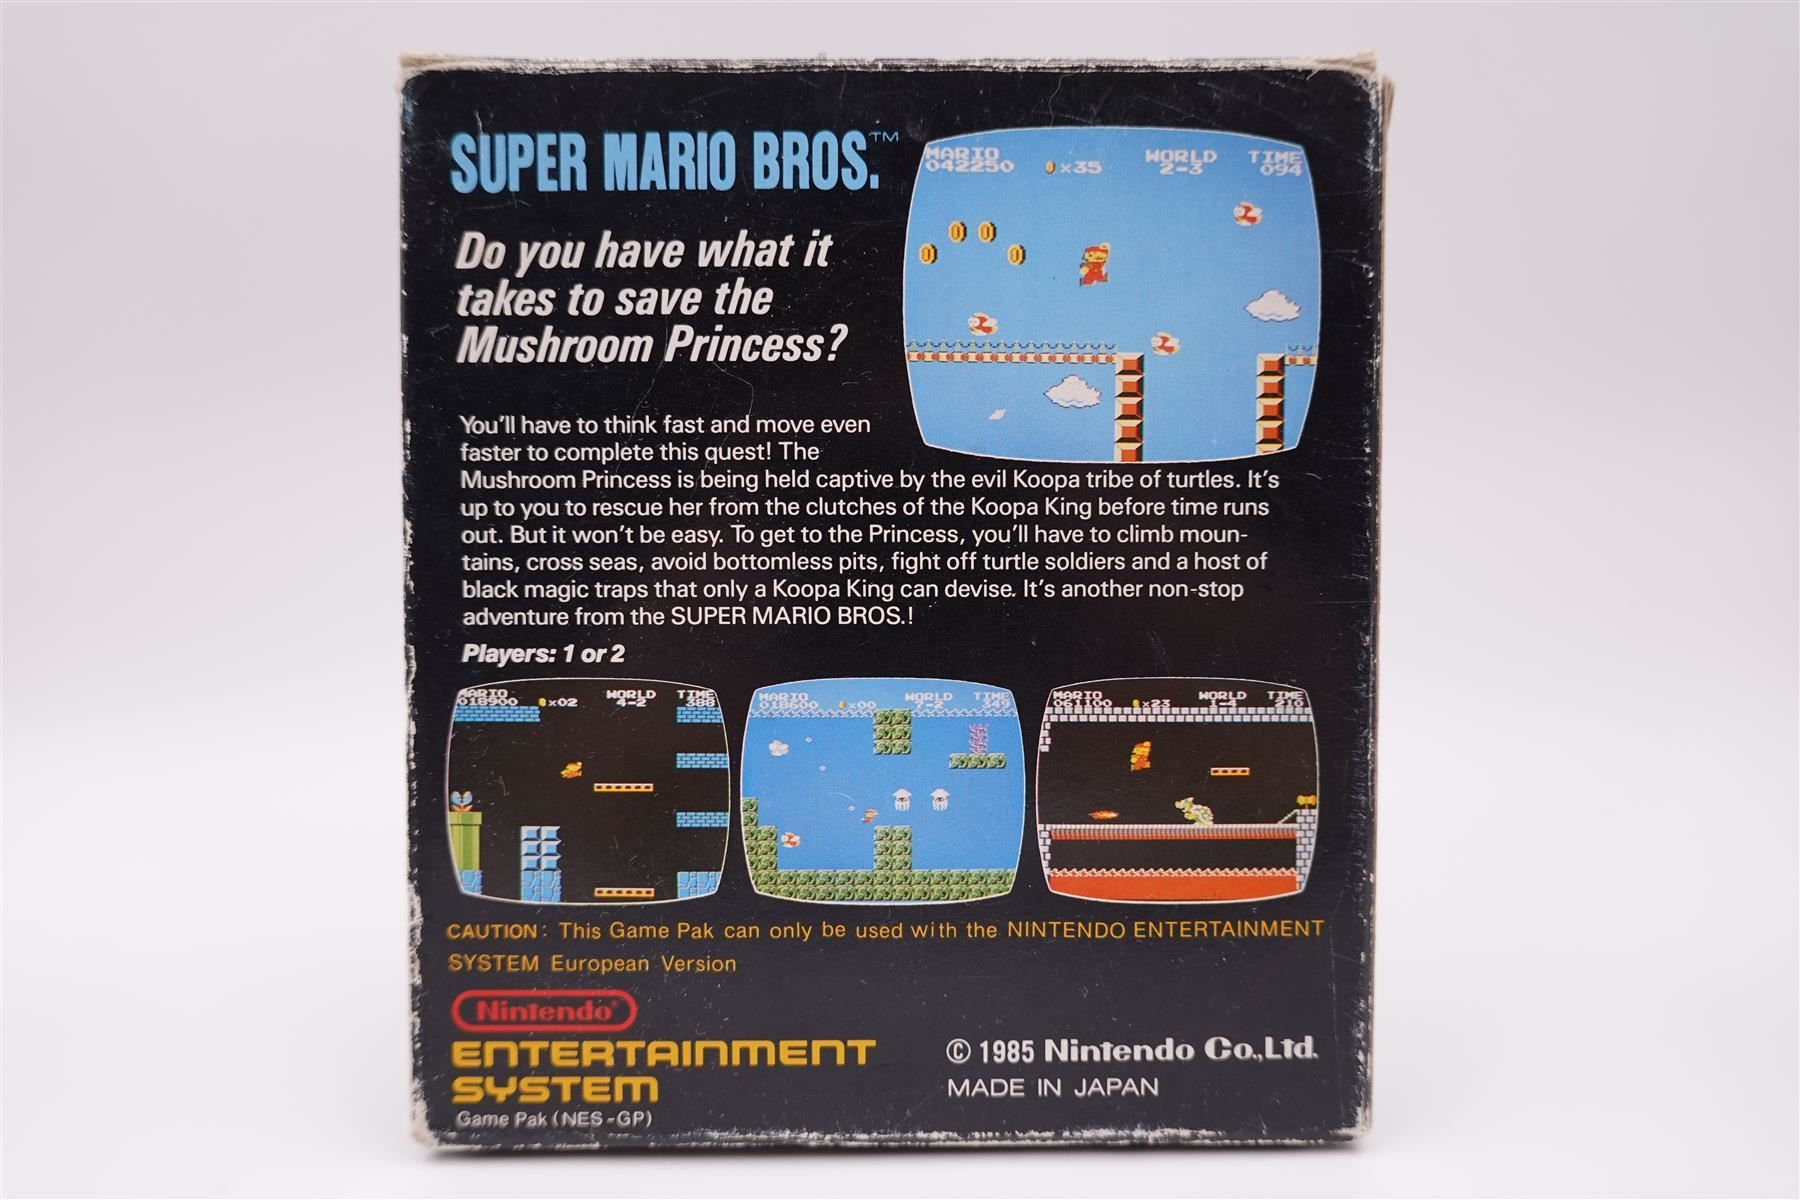 SUPER MARIO BROS.™
Do you have what it
takes to save the
Mushroom Princess?
MARIO WORLD TIME
042250 x35 2-3 094
You'll have to think fast and move even
faster to complete this quest! The
Mushroom Princess is being held captive by the evil Koopa tribe of turtles. It's
up to you to rescue her from the clutches of the Koopa King before time runs
out. But it won't be easy. To get to the Princess, you'll have to climb moun-
tains, cross seas, avoid bottomless pits, fight off turtle soldiers and a host of
black magic traps that only a Koopa King can devise. It's another non-stop
adventure from the SUPER MARIO BROS.!
Players: 1 or 2
MARIO WORLD TIME
018900 x02 4-2 388
MARIO WORLD TIME
018600 x00 7-2 349
MARIO WORLD TIME
061100 x23 1-4 210
CAUTION: This Game Pak can only be used with the NINTENDO ENTERTAINMENT
SYSTEM European Version
Nintendo®
ENTERTAINMENT
SYSTEM
Game Pak (NES-GP)
© 1985 Nintendo Co.,Ltd.
MADE IN JAPAN